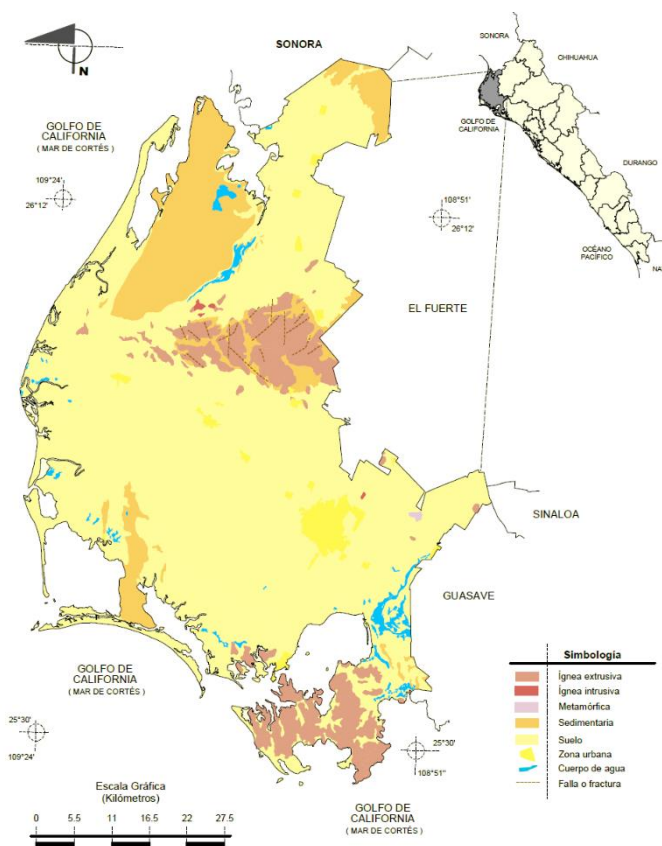 SONORA
SONORA
CHIHUAHUA
N
GOLFO DE
CALIFORNIA
( MAR DE CORTÉS )
GOLFO DE
CALIFORNIA
DURANGO
109°24'
26°12'
108°51'
26°12'
OCÉANO
PACÍFICO
NA
EL FUERTE
SINALOA
GUASAVE
GOLFO DE
CALIFORNIA
( MAR DE CORTÉS )
Simbología
Ígnea extrusiva
Ígnea intrusiva
Metamórfica
Sedimentaria
Suelo
Zona urbana
Cuerpo de agua
Falla o fractura
25°30'
109°24'
25°30'
108°51"
Escala Gráfica
(Kilómetros)
0 5.5 11 16.5 22 27.5
GOLFO DE
CALIFORNIA
( MAR DE CORTÉS )